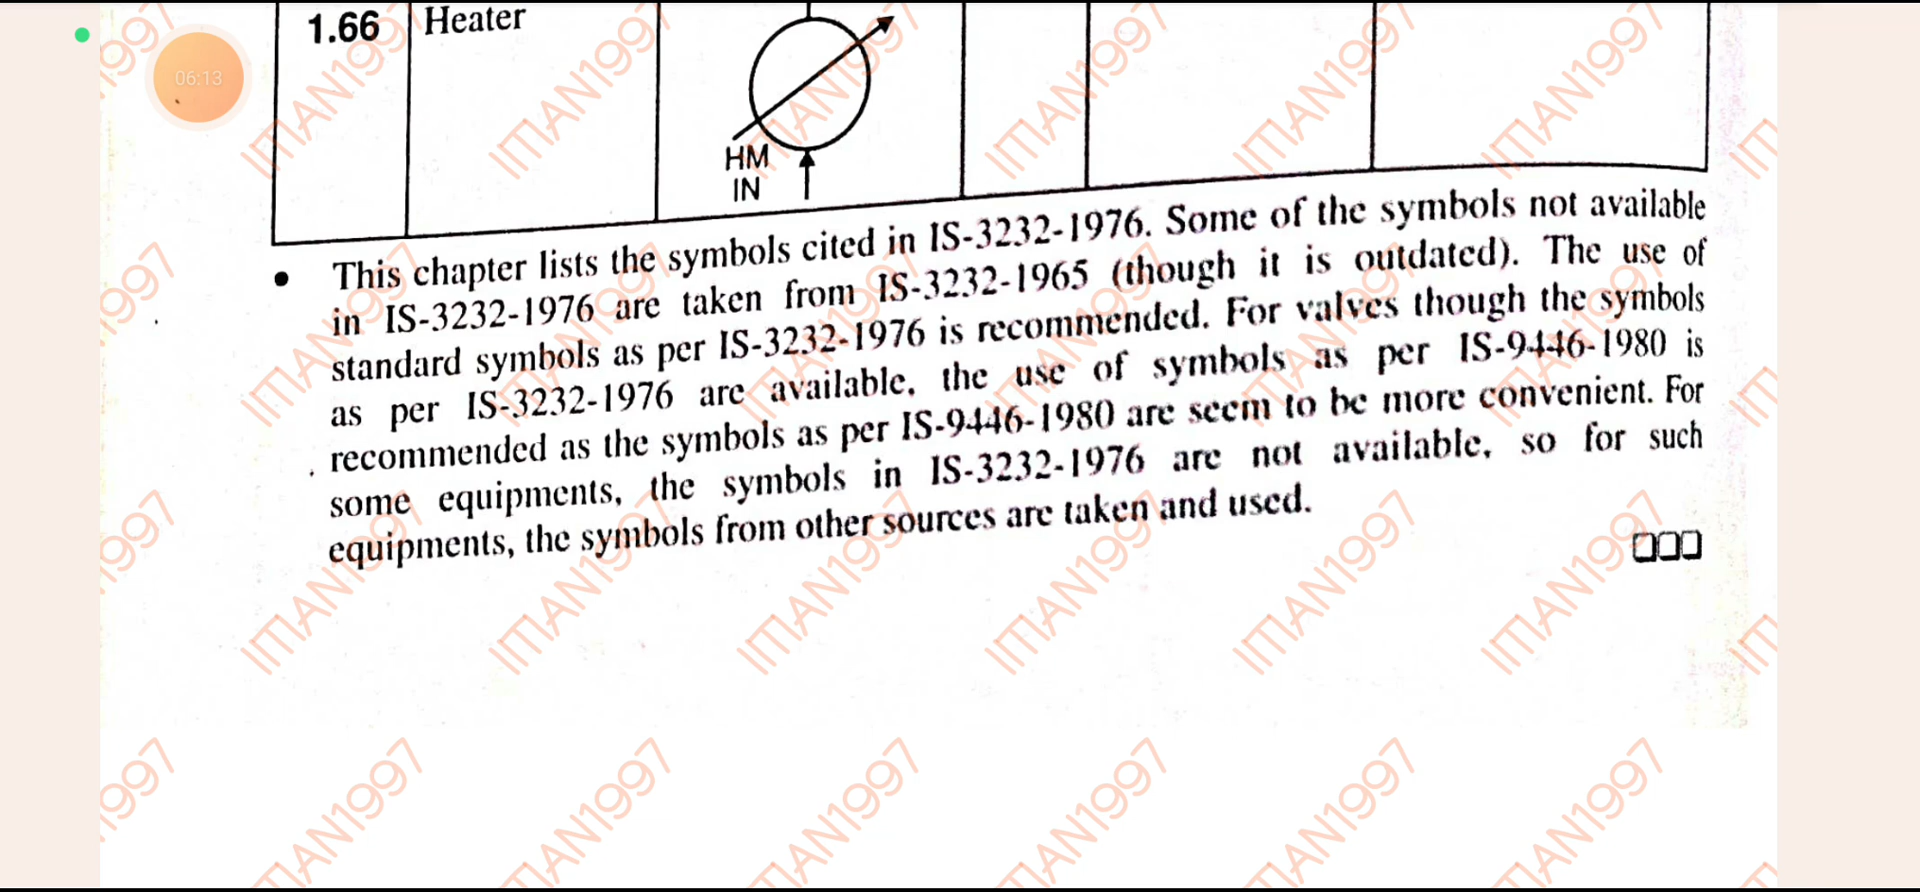 1.66 Heater
06:13
HM
IN
• This chapter lists the symbols cited in IS-3232-1976. Some of the symbols not available
in IS-3232-1976 are taken from IS-3232-1965 (though it is outdated). The use of
standard symbols as per IS-3232-1976 is recommended. For valves though the symbols
as per IS-3232-1976 are available, the use of symbols as per IS-9446-1980 is
recommended as the symbols as per IS-9446-1980 are seem to be more convenient. For
some equipments, the symbols in IS-3232-1976 are not available, so for such
equipments, the symbols from other sources are taken and used.